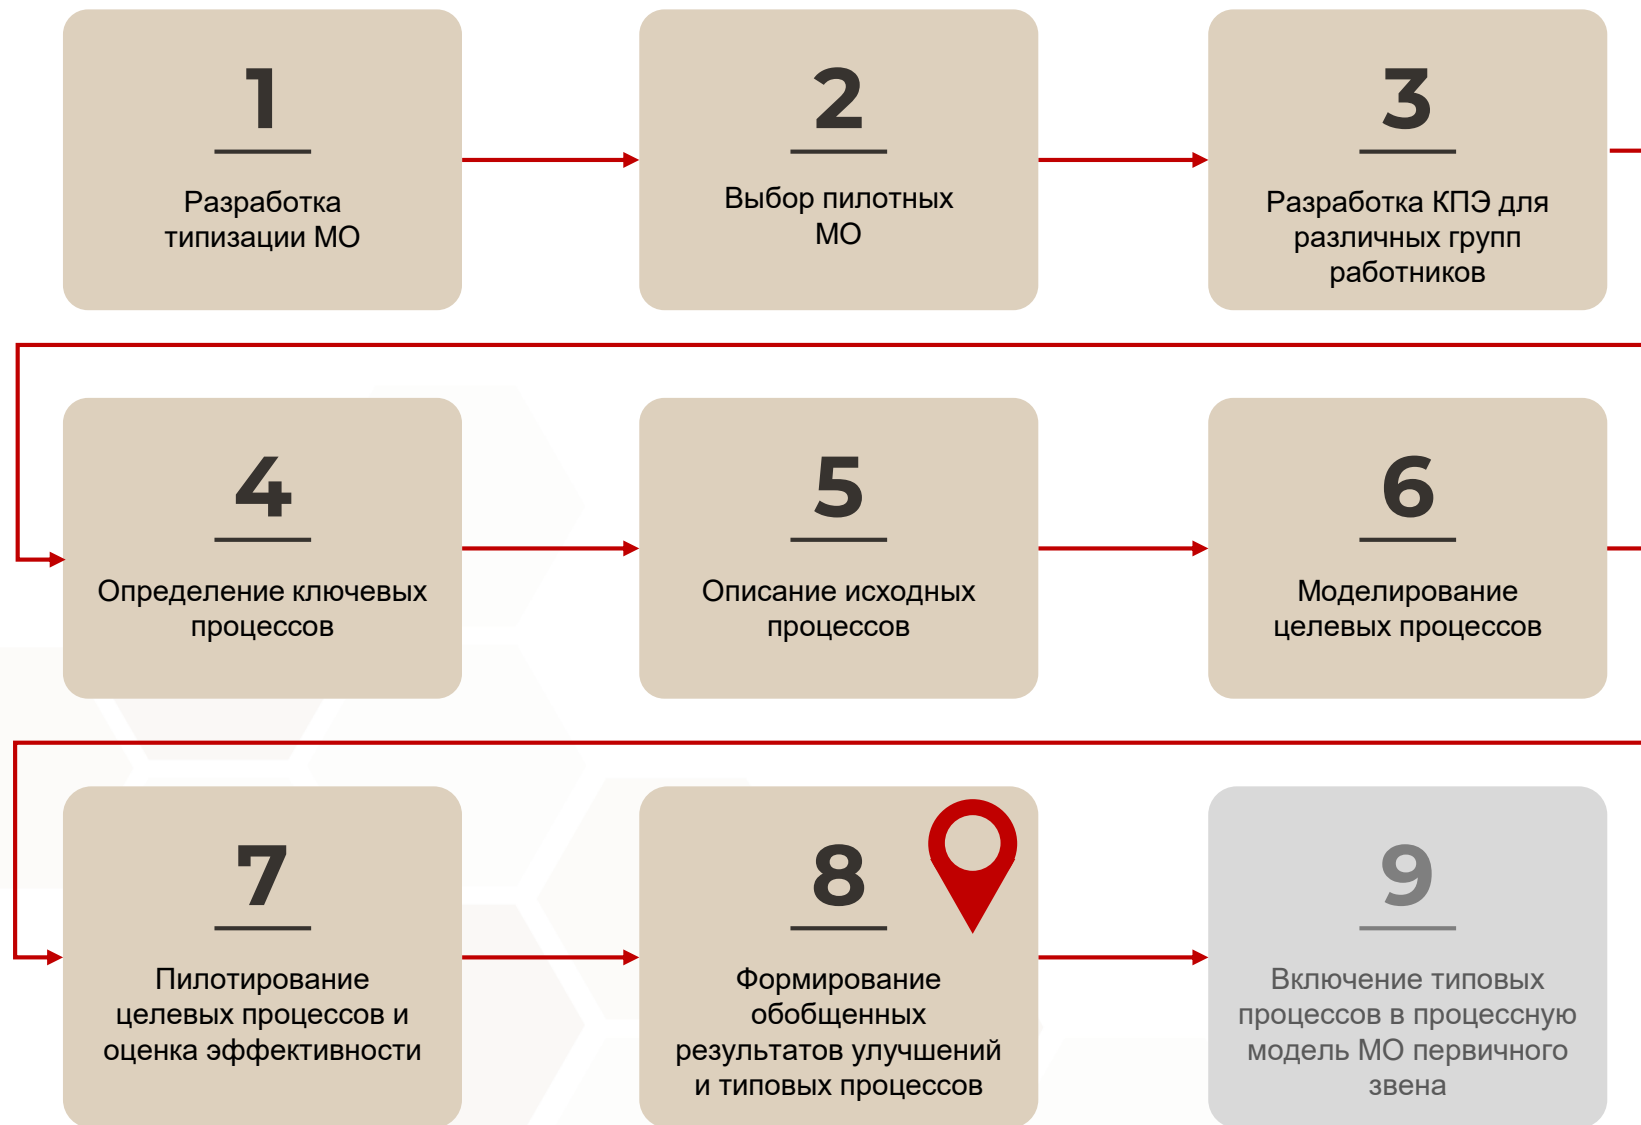 1
Разработка
типизации МО
2
Выбор пилотных
МО
3
Разработка КПЭ для
различных групп
работников
4
Определение ключевых
процессов
5
Описание исходных
процессов
6
Моделирование
целевых процессов
7
Пилотирование
целевых процессов и
оценка эффективности
8
Формирование
обобщенных
результатов улучшений
и типовых процессов
9
Включение типовых
процессов в процессную
модель МО первичного
звена